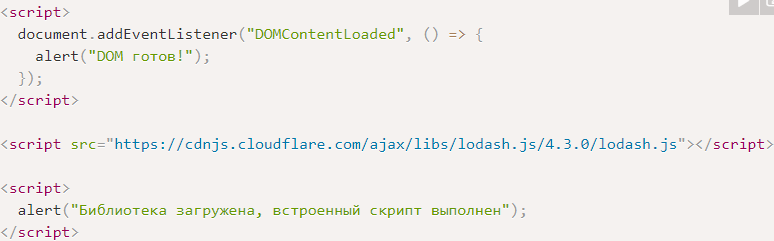 <script>
document.addEventListener("DOMContentLoaded", () => {
alert("DOM готов!");
});
</script>
<script src="https://cdnjs.cloudflare.com/ajax/libs/lodash.js/4.3.0/lodash.js"></script>
<script>
alert("Библиотека загружена, встроенный скрипт выполнен");
</script>